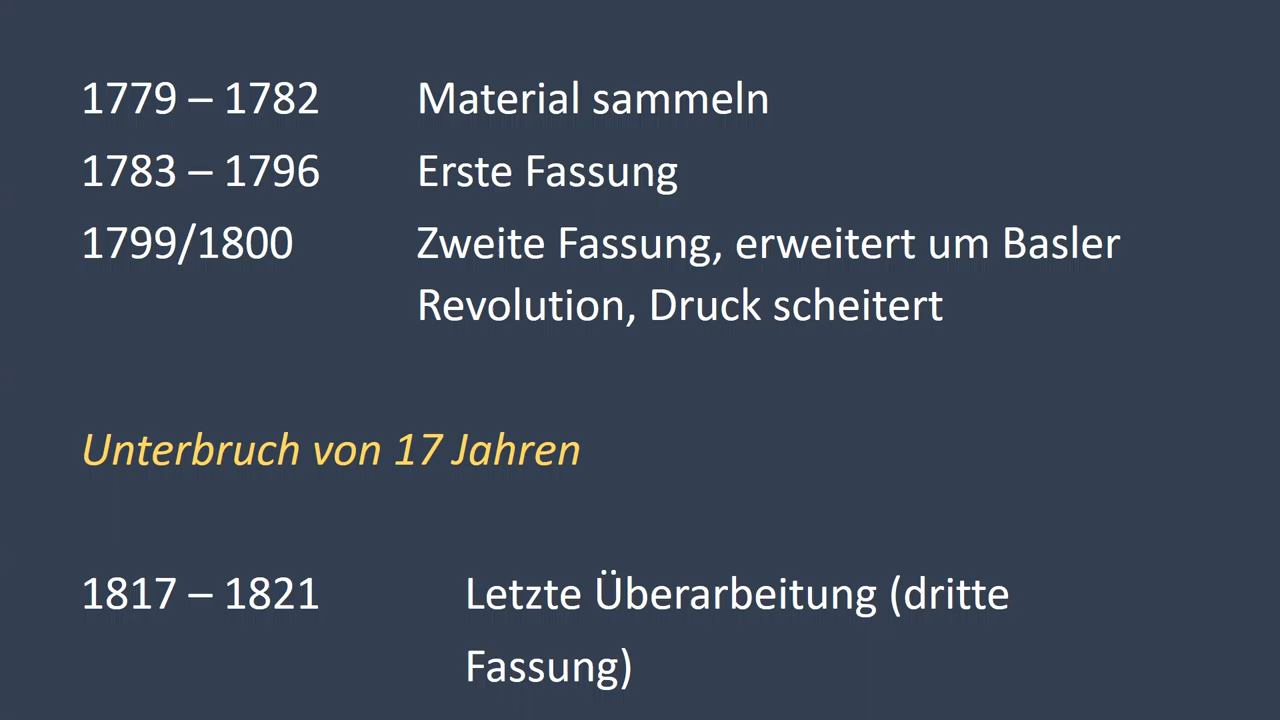 1779 – 1782 Material sammeln
1783 – 1796 Erste Fassung
1799/1800 Zweite Fassung, erweitert um Basler
Revolution, Druck scheitert
Unterbruch von 17 Jahren
1817 – 1821 Letzte Überarbeitung (dritte
Fassung)